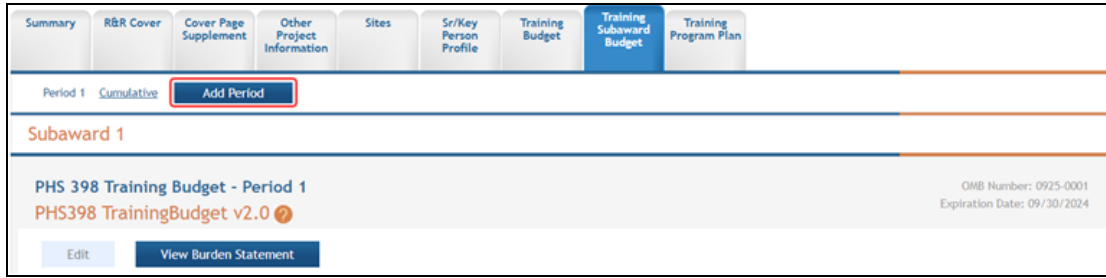 Summary
R&R Cover
Cover Page
Supplement
Other
Project
Information
Sites
Sr/Key
Person
Profile
Training
Budget
Training
Subaward
Budget
Training
Program Plan
Period 1 Cumulative Add Period
Subaward 1
PHS 398 Training Budget - Period 1
OMB Number: 0925-0001
PHS398 TrainingBudget v2.0 ?
Expiration Date: 09/30/2024
Edit View Burden Statement